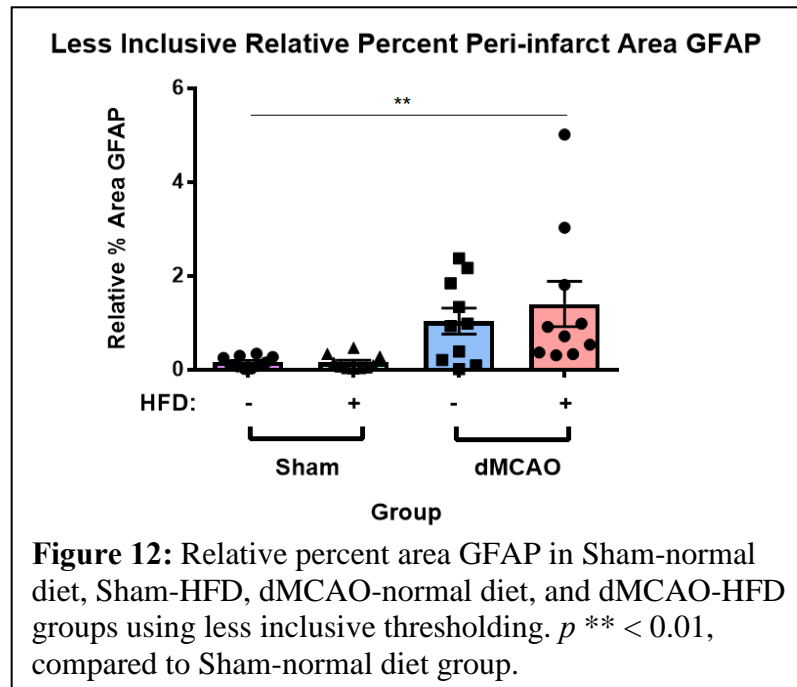 Less Inclusive Relative Percent Peri-infarct Area GFAP
Relative % Area GFAP
6
4
2
0
**
HFD: - + - +
Sham dMCAO
Group
Figure 12: Relative percent area GFAP in Sham-normal
diet, Sham-HFD, dMCAO-normal diet, and dMCAO-HFD
groups using less inclusive thresholding. p ** < 0.01,
compared to Sham-normal diet group.